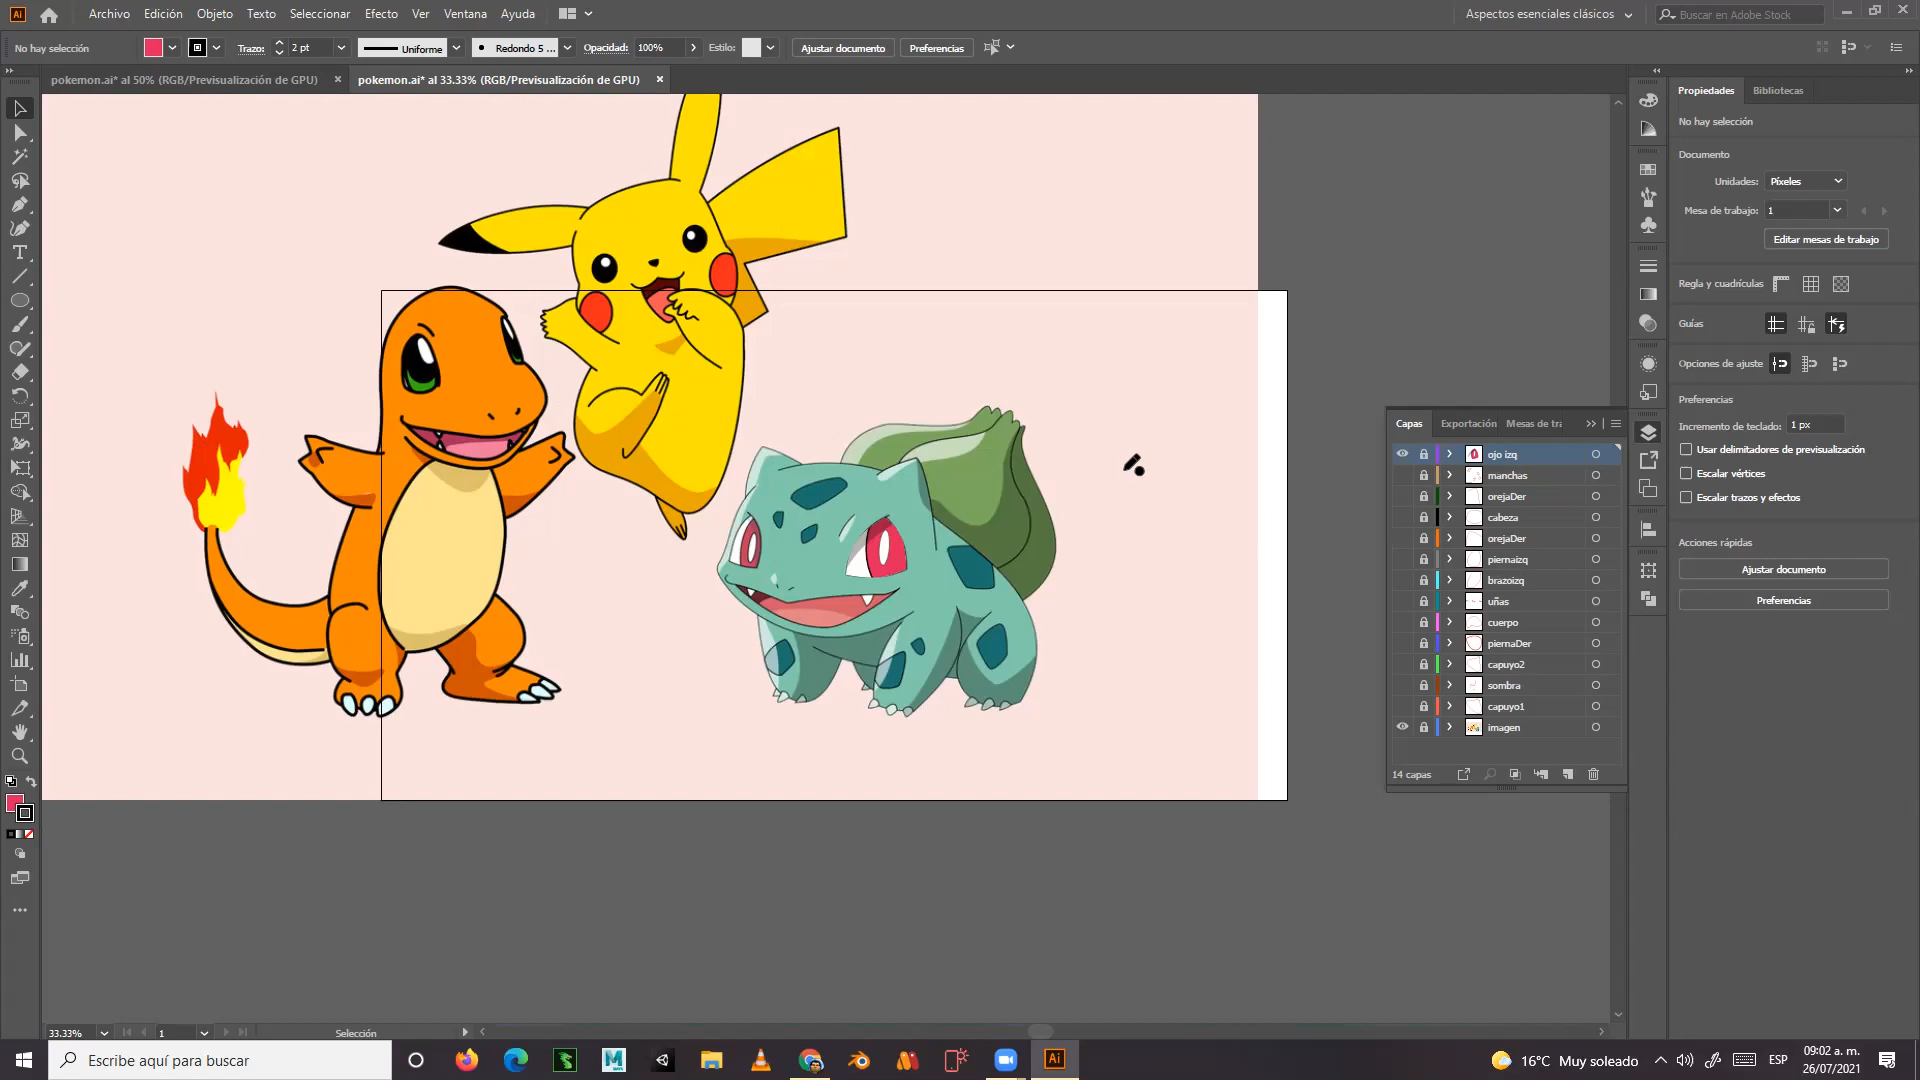 Ai
Archivo Edición Objeto Texto Seleccionar Efecto Ver Ventana Ayuda
Aspectos esenciales clásicos
Buscar en Adobe Stock
No hay selección
Trazo: 2 pt
Uniforme
Redondo 5 ...
Opacidad: 100%
Estilo:
Ajustar documento
Preferencias
pokemon.ai* al 50% (RGB/Previsualización de GPU)
pokemon.ai* al 33.33% (RGB/Previsualización de GPU)
Propiedades
Bibliotecas
No hay selección
Documento
Unidades: Píxeles
Mesa de trabajo: 1
Editar mesas de trabajo
Regla y cuadrículas
Guías
Opciones de ajuste
Preferencias
Incremento de teclado: 1 px
Usar delimitadores de previsualización
Escalar vértices
Escalar trazos y efectos
Acciones rápidas
Ajustar documento
Preferencias
Capas Exportación Mesas de tra
ojo izq
manchas
orejaDer
cabeza
orejaDer
piernaizq
brazoizq
uñas
cuerpo
piernaDer
capuyo2
sombra
capuyo1
imagen
14 capas
33.33%
1
Selección
Escribe aquí para buscar
Ai
16°C Muy soleado
ESP
09:02 a. m.
26/07/2021